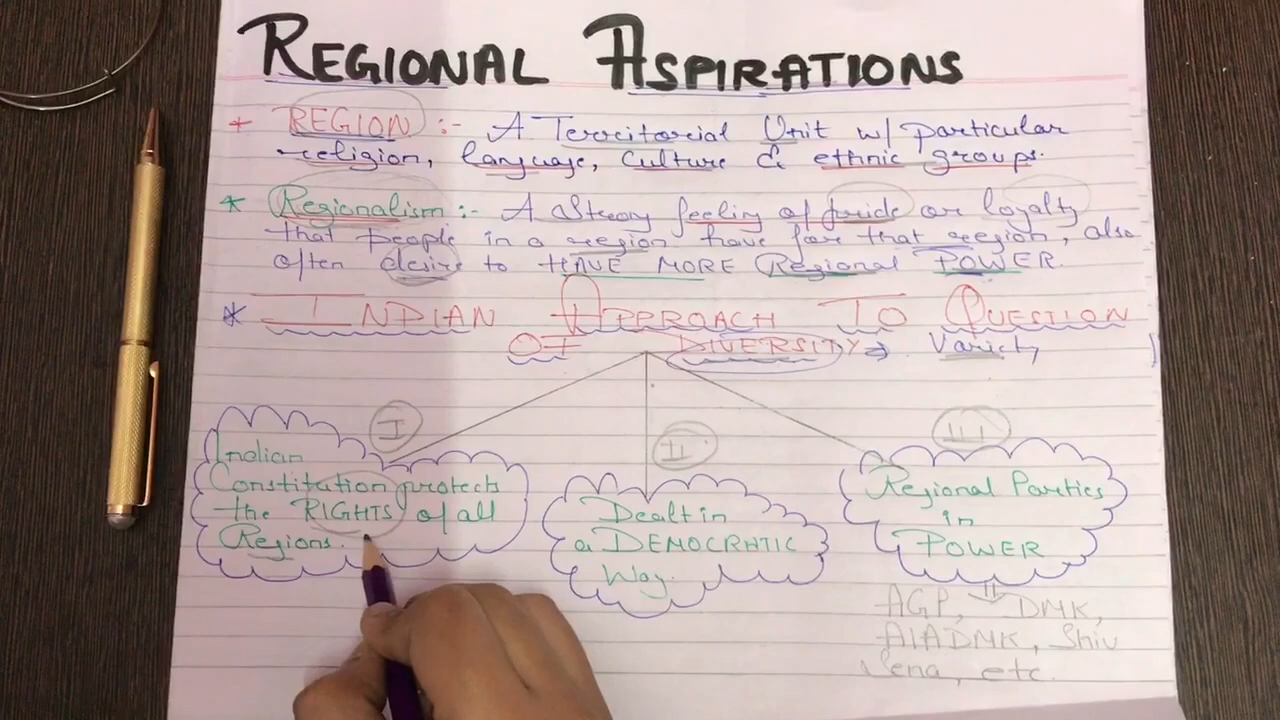 REGIONAL ASPIRATIONS
* REGION :- A Territorial Unit w/ particular
religion, language, culture & ethnic groups.
* Regionalism :- A Strong feeling of pride or loyalty
that people in a region have for that region, also
often desire to HAVE MORE Regional POWER.
* INDIAN APPROACH TO QUESTION
OF DIVERSITY → Variety
I
Indian
Constitution protects
the RIGHTS of all
Regions.
II
Dealt in
a DEMOCRATIC
Way.
III
Regional Parties
in
POWER
AGP, DMK,
AIADMK, Shiv
Sena, etc.